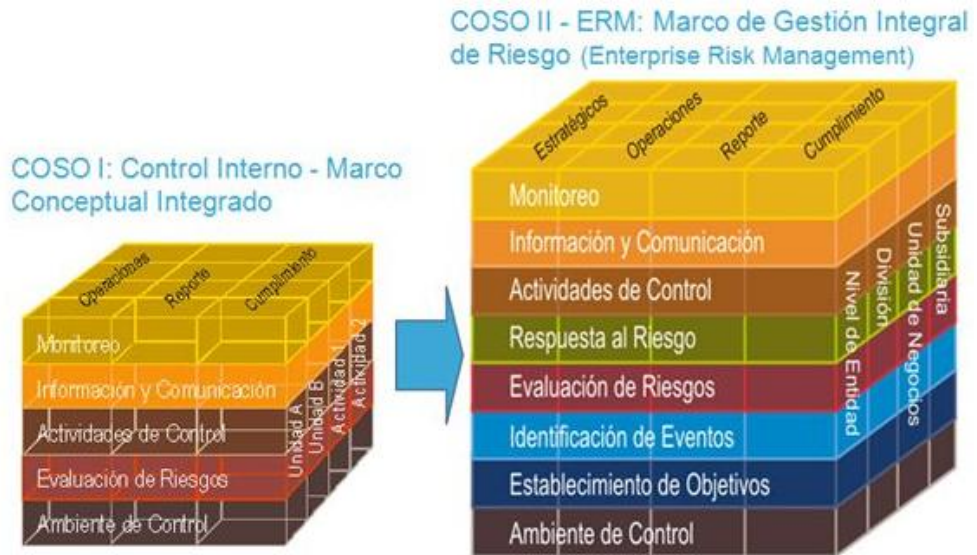 COSO II - ERM: Marco de Gestión Integral
de Riesgo (Enterprise Risk Management)
COSO I: Control Interno - Marco
Conceptual Integrado
Operaciones
Reporte
Cumplimiento
Monitoreo
Información y Comunicación
Actividades de Control
Evaluación de Riesgos
Ambiente de Control
Unidad A
Unidad B
Actividad 1
Actividad 2
Estratégicos
Operaciones
Reporte
Cumplimiento
Monitoreo
Información y Comunicación
Actividades de Control
Respuesta al Riesgo
Evaluación de Riesgos
Identificación de Eventos
Establecimiento de Objetivos
Ambiente de Control
Nivel de Entidad
División
Unidad de Negocios
Subsidiaria